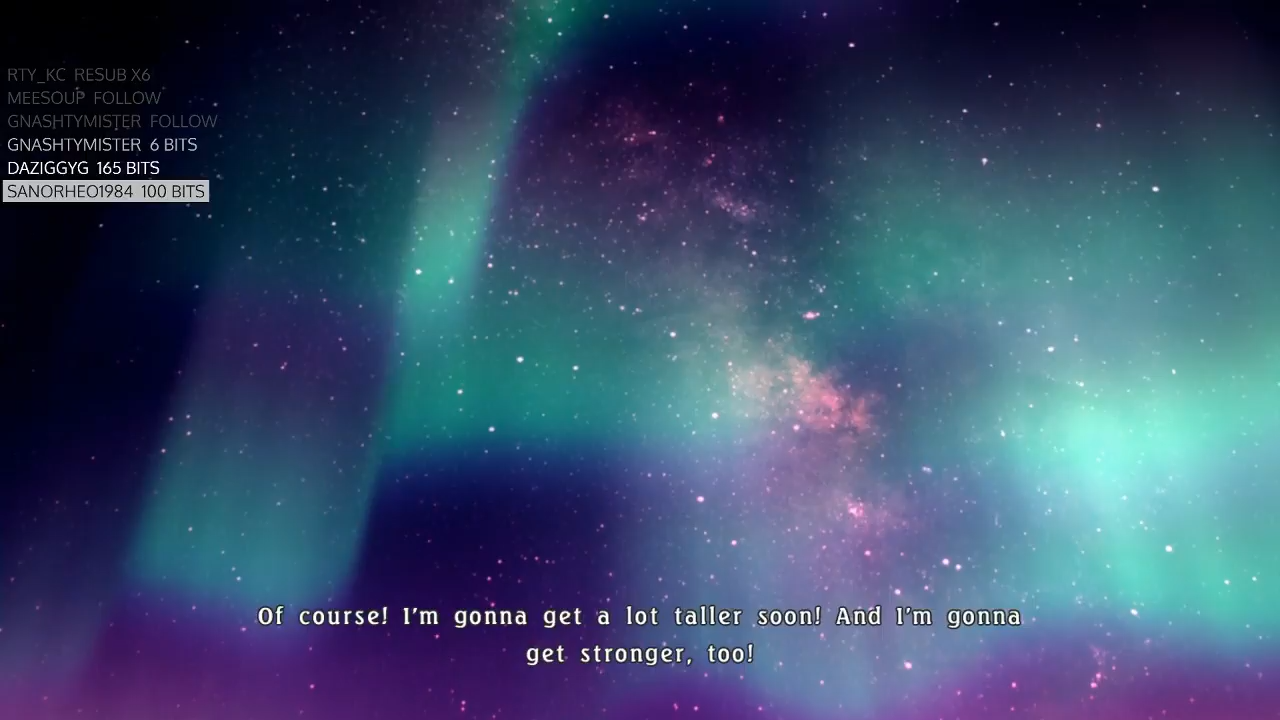 RTY_KC RESUB X6
MEESOUP FOLLOW
GNASHTYMISTER FOLLOW
GNASHTYMISTER 6 BITS
DAZIGGYG 165 BITS
SANORHEO1984 100 BITS
Of course! I'm gonna get a lot taller soon! And I'm gonna
get stronger, too!